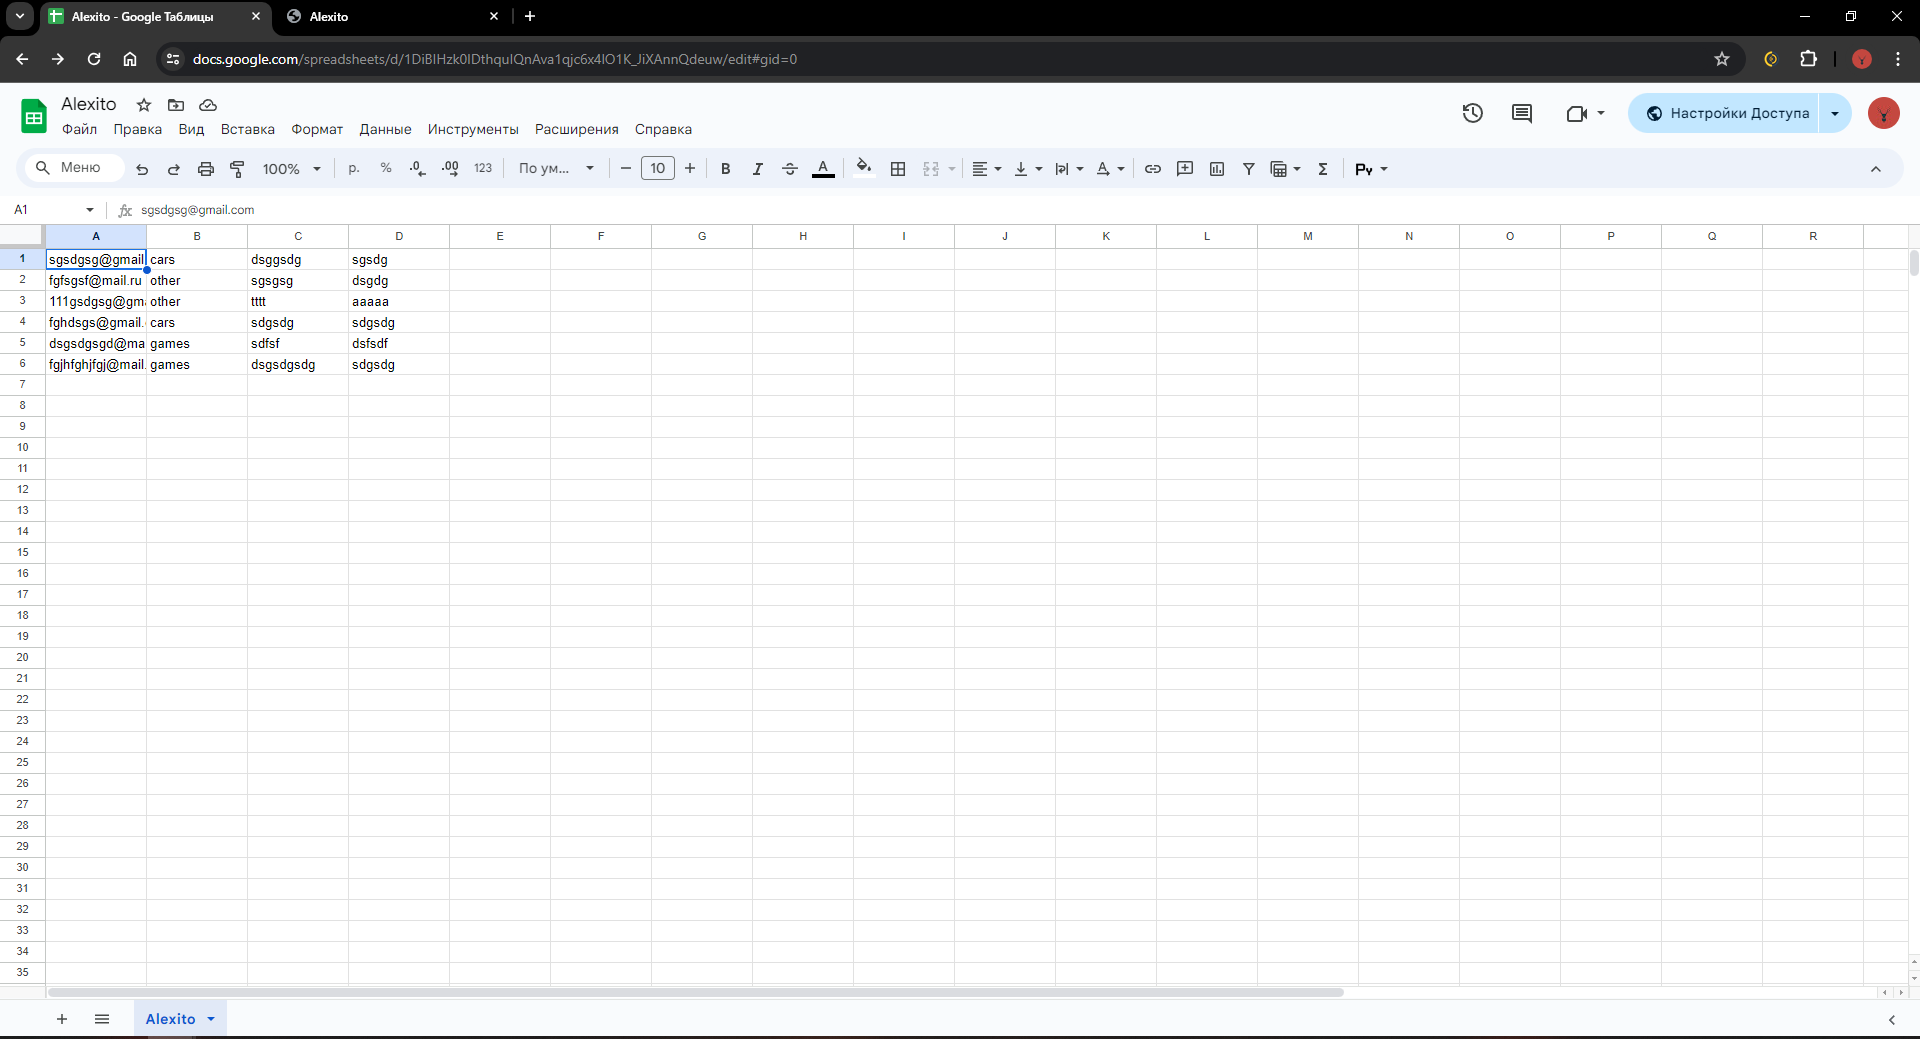 Alexito - Google Таблицы
Alexito
docs.google.com/spreadsheets/d/1DiBlHzk0IDthquIQnAva1qjc6x4lO1K_JiXAnnQdeuw/edit#gid=0
Alexito
Файл Правка Вид Вставка Формат Данные Инструменты Расширения Справка
Настройки Доступа
Меню 100% р. % .0 .00 123 По ум... 10 B I A Σ Py
A1 fx sgsdgsg@gmail.com
A B C D E F G H I J K L M N O P Q R
1 sgsdgsg@gmail cars dsggsdg sgsdg
2 fgfsgsf@mail.ru other sgsgsg dsgdg
3 111gsdgsg@gma other tttt aaaaa
4 fghdsgs@gmail. cars sdgsdg sdgsdg
5 dsgsdgsgd@ma games sdfsf dsfsdf
6 fgjhfghjfgj@mail. games dsgsdgsdg sdgsdg
7
8
9
10
11
12
13
14
15
16
17
18
19
20
21
22
23
24
25
26
27
28
29
30
31
32
33
34
35
Alexito